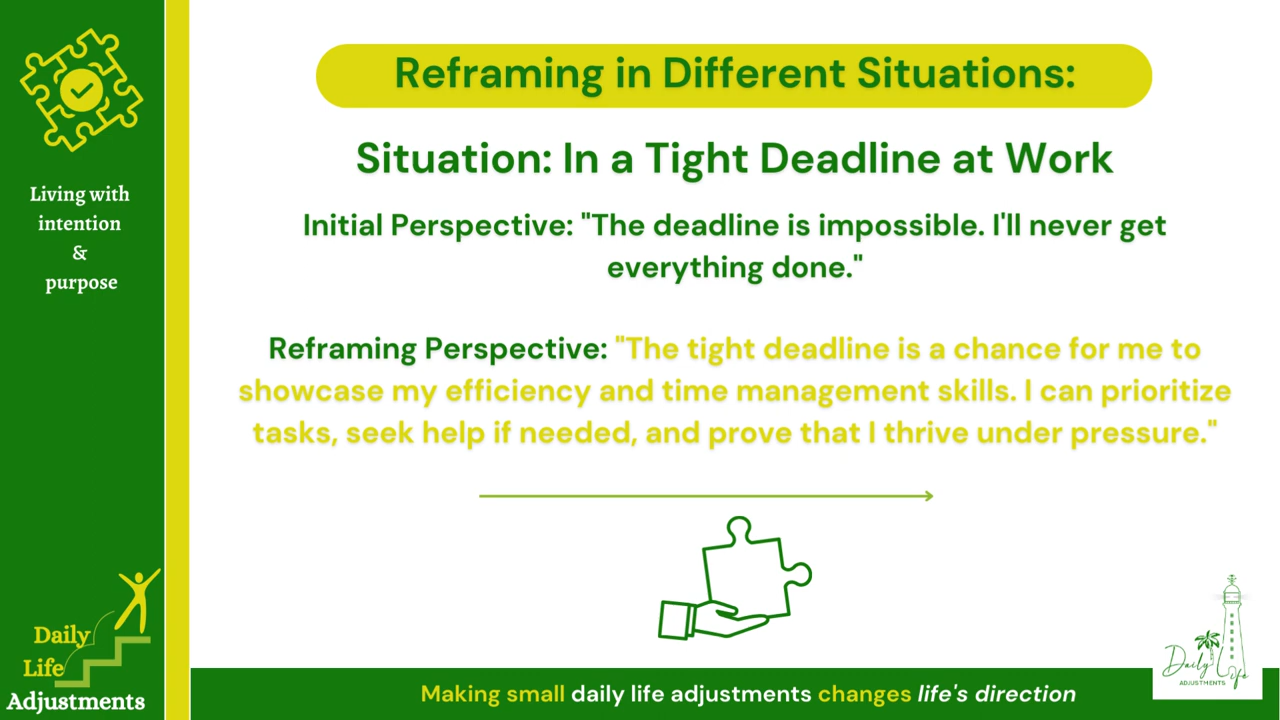 Living with
intention
&
purpose
Reframing in Different Situations:
Situation: In a Tight Deadline at Work
Initial Perspective: "The deadline is impossible. I'll never get
everything done."
Reframing Perspective: "The tight deadline is a chance for me to
showcase my efficiency and time management skills. I can prioritize
tasks, seek help if needed, and prove that I thrive under pressure."
Daily
Life
Adjustments
Making small daily life adjustments changes life's direction
Daily Life
ADJUSTMENTS